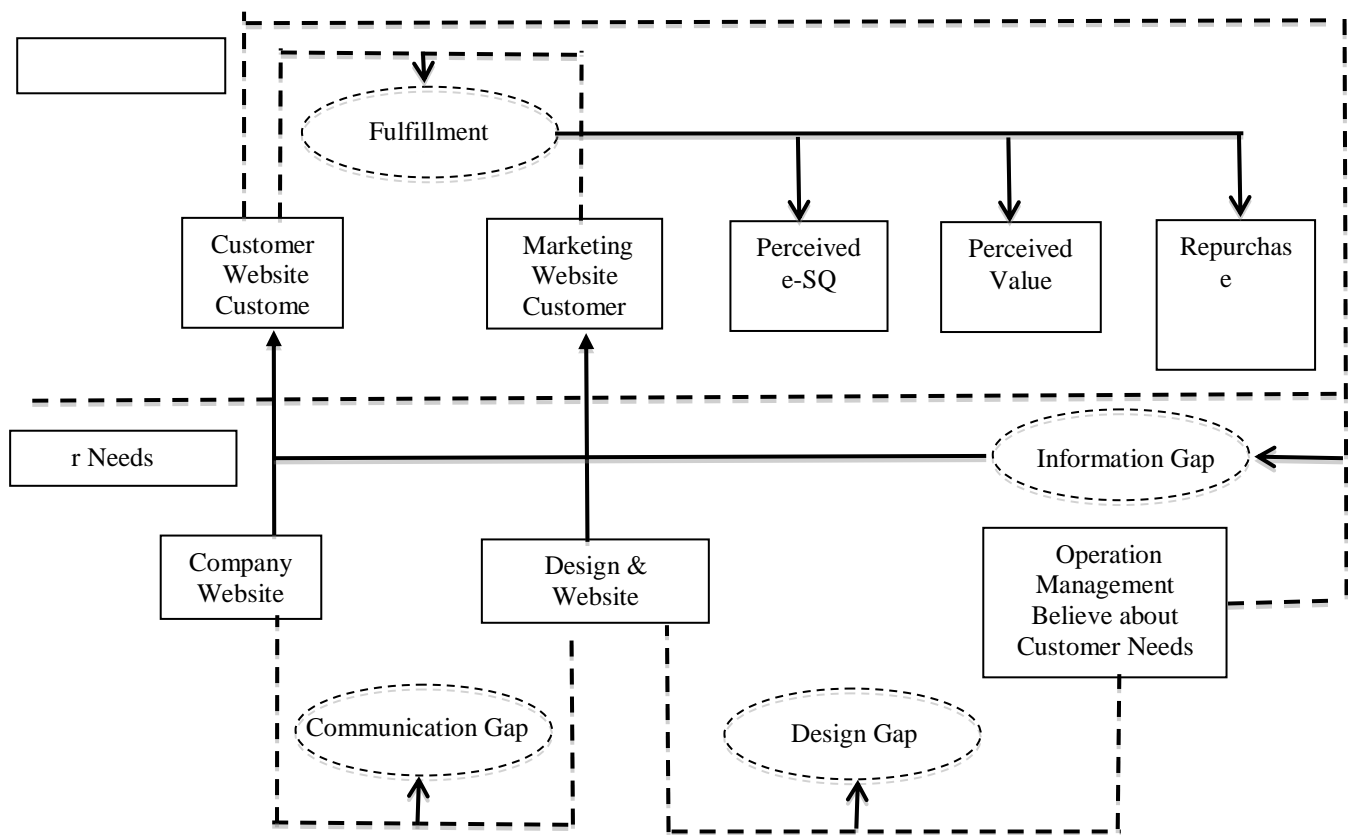 Fulfillment
Customer
Website
Custome
Marketing
Website
Customer
Perceived
e-SQ
Perceived
Value
Repurchas
e
r Needs
Information Gap
Company
Website
Design &
Website
Operation
Management
Believe about
Customer Needs
Communication Gap
Design Gap